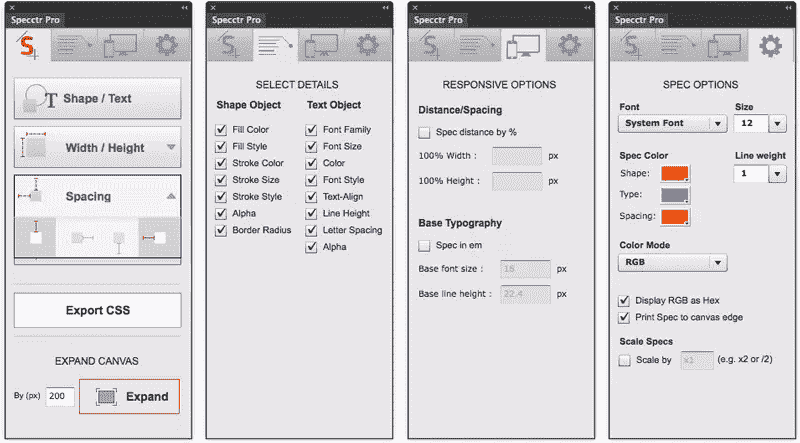 Specctr Pro
Shape / Text
Width / Height
Spacing
Export CSS
EXPAND CANVAS
By (px) 200 Expand
Specctr Pro
SELECT DETAILS
Shape Object Text Object
Fill Color Font Family
Fill Style Font Size
Stroke Color Color
Stroke Size Font Style
Stroke Style Text-Align
Alpha Line Height
Border Radius Letter Spacing
Alpha
Specctr Pro
RESPONSIVE OPTIONS
Distance/Spacing
Spec distance by %
100% Width : px
100% Height : px
Base Typography
Spec in em
Base font size : 16 px
Base line height : 22.4 px
Specctr Pro
SPEC OPTIONS
Font Size
System Font 12
Spec Color Line weight
Shape: 1
Type:
Spacing:
Color Mode
RGB
Display RGB as Hex
Print Spec to canvas edge
Scale Specs
Scale by x1 (e.g. x2 or /2)